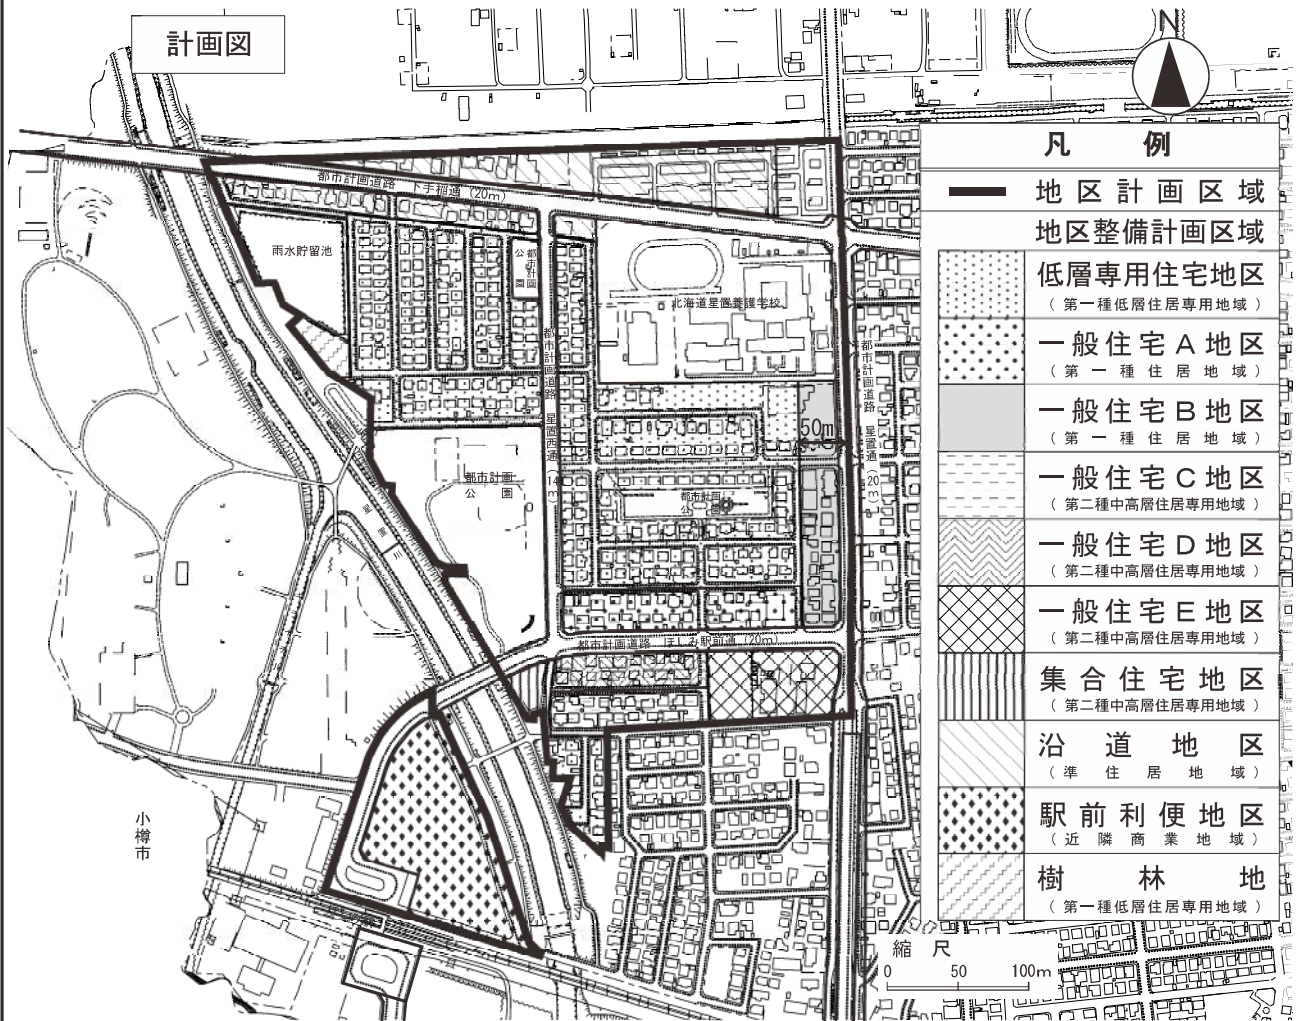 計画図
N
凡例
地区計画区域
地区整備計画区域
低層専用住宅地区
（第一種低層住居専用地域）
一般住宅A地区
（第一種住居地域）
一般住宅B地区
（第一種住居地域）
一般住宅C地区
（第二種中高層住居専用地域）
一般住宅D地区
（第二種中高層住居専用地域）
一般住宅E地区
（第二種中高層住居専用地域）
集合住宅地区
（第二種中高層住居専用地域）
沿道地区
（準住居地域）
駅前利便地区
（近隣商業地域）
樹林地
（第一種低層住居専用地域）
都市計画道路 下手稲通（20m）
雨水貯留池
都市計画
公園
北海道星置養護学校
都市計画道路 星置西通（14m）
都市計画道路 星置通（20m）
50m
都市計画
公園
都市計画
公園
都市計画道路 ほしみ駅前通（20m）
小樽市
縮尺
0 50 100m